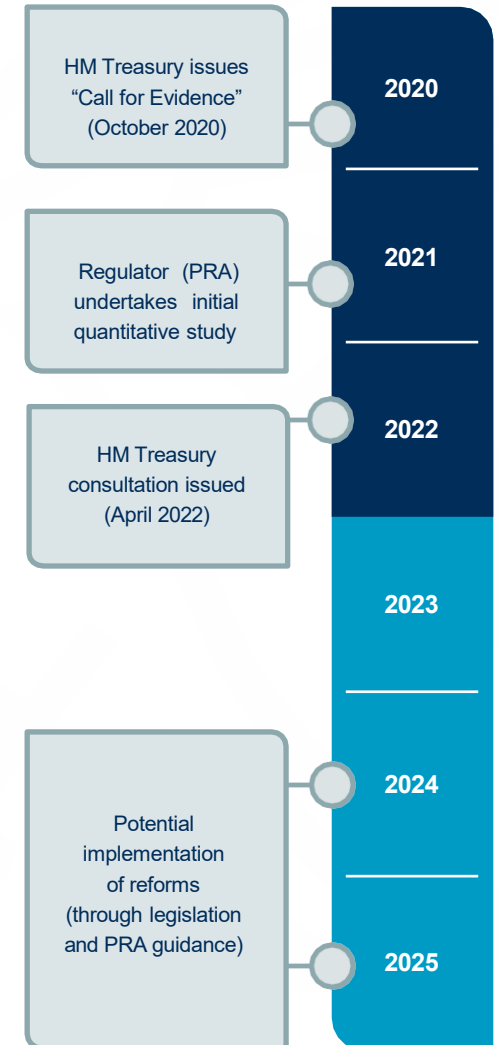 HM Treasury issues
“Call for Evidence”
(October 2020)
2020
Regulator (PRA)
undertakes initial
quantitative study
2021
HM Treasury
consultation issued
(April 2022)
2022
2023
Potential
implementation
of reforms
(through legislation
and PRA guidance)
2024
2025